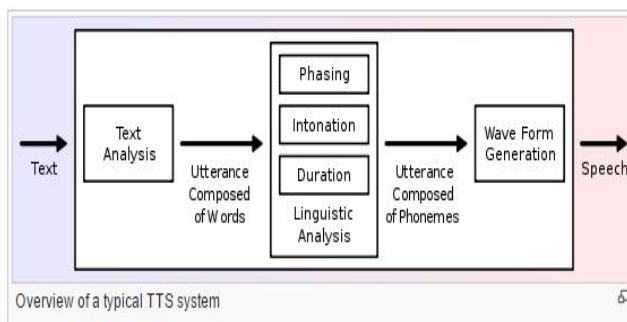 Text
Text
Analysis
Utterance
Composed
of Words
Phasing
Intonation
Duration
Linguistic
Analysis
Utterance
Composed
of Phonemes
Wave Form
Generation
Speech
Overview of a typical TTS system